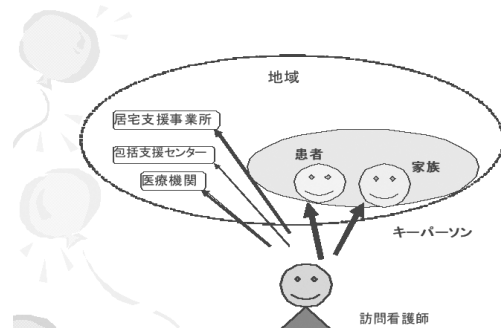 地域
居宅支援事業所
包括支援センター
医療機関
患者
家族
キーパーソン
訪問看護師